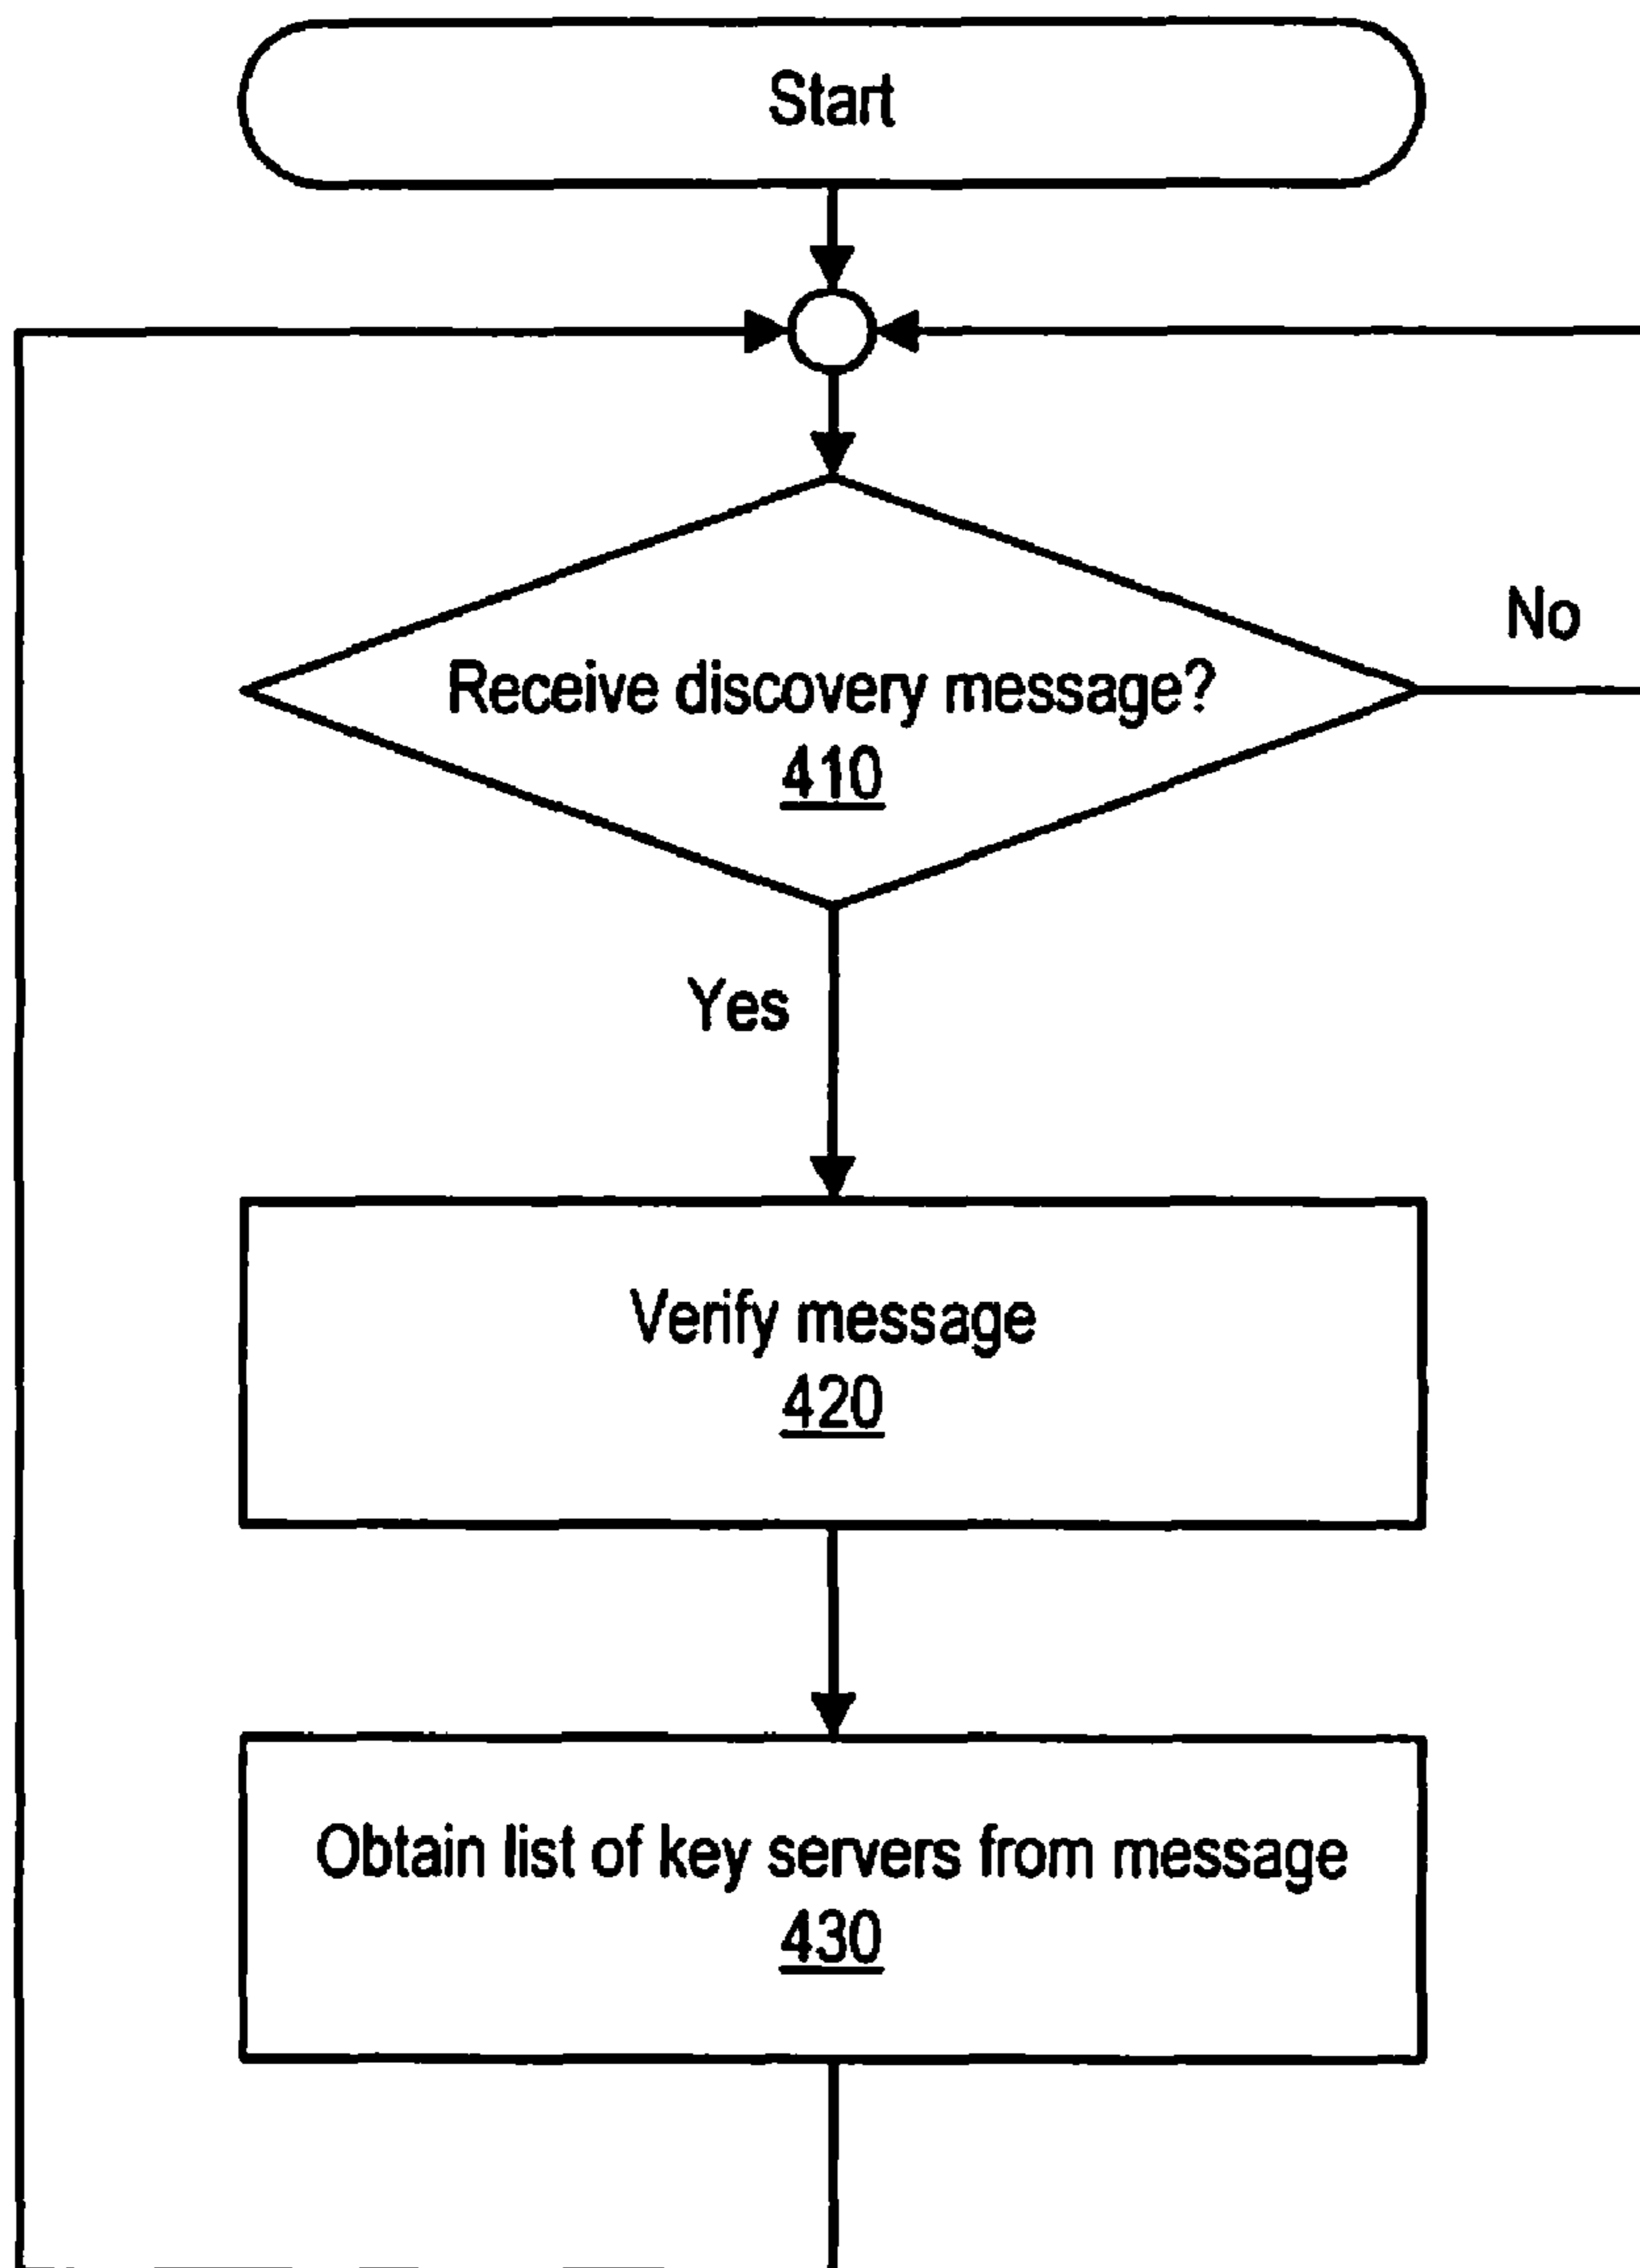 Start
No
Receive discovery message?
410
Yes
Verify message
420
Obtain list of key servers from message
430